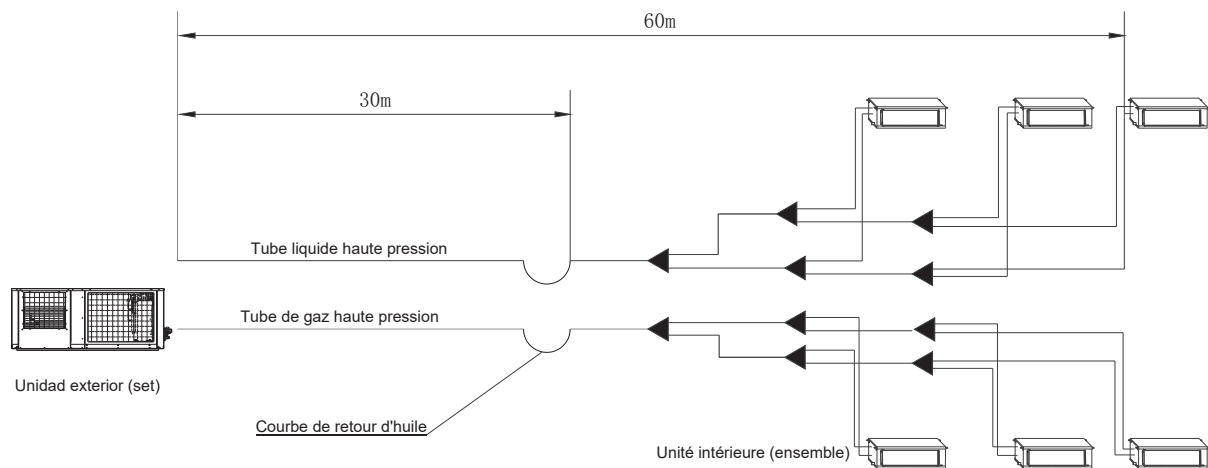 60m
30m
Tube liquide haute pression
Tube de gaz haute pression
Unidad exterior (set)
Courbe de retour d'huile
Unité intérieure (ensemble)